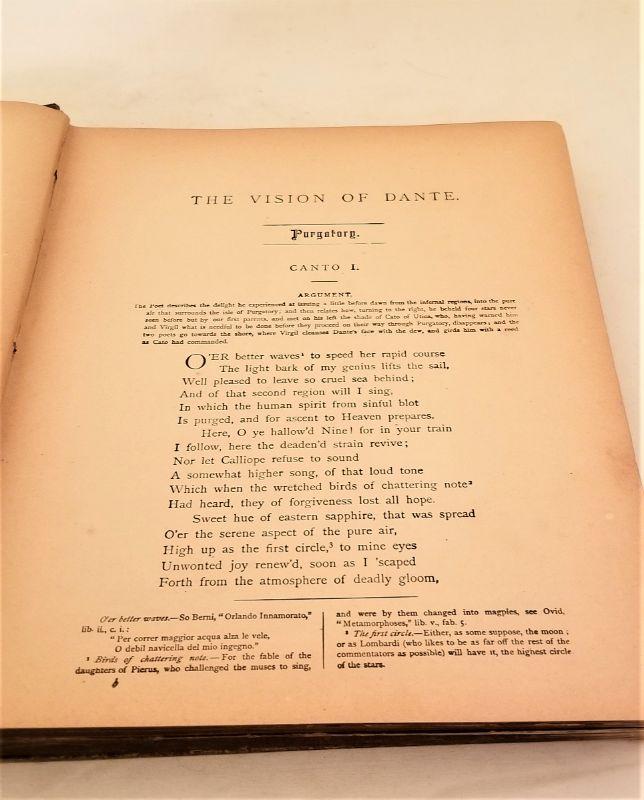 THE VISION OF DANTE.
Purgatory.
CANTO I.
ARGUMENT.
The Poet describes the delight he experienced at issuing a little before dawn from the infernal regions, into the pure
air that surrounds the isle of Purgatory; and then relates how, turning to the right, he beheld four stars never
seen before but by our first parents, and met on his left the shade of Cato of Utica, who, having warned him
and Virgil what is needful to be done before they proceed on their way through Purgatory, disappears; and the
two poets go towards the shore, where Virgil cleanses Dante's face with the dew, and girds him with a reed
as Cato had commanded.
O'ER better waves¹ to speed her rapid course
The light bark of my genius lifts the sail,
Well pleased to leave so cruel sea behind;
And of that second region will I sing,
In which the human spirit from sinful blot
Is purged, and for ascent to Heaven prepares.
Here, O ye hallow'd Nine! for in your train
I follow, here the deaden'd strain revive;
Nor let Calliope refuse to sound
A somewhat higher song, of that loud tone
Which when the wretched birds of chattering note²
Had heard, they of forgiveness lost all hope.
Sweet hue of eastern sapphire, that was spread
O'er the serene aspect of the pure air,
High up as the first circle,³ to mine eyes
Unwonted joy renew'd, soon as I 'scaped
Forth from the atmosphere of deadly gloom,
O'er better waves.—So Berni, "Orlando Innamorato,"
lib. ii., c. i.:
"Per correr maggior acqua alza le vele,
O debil navicella del mio ingegno."
² Birds of chattering note.—For the fable of the
daughters of Pierus, who challenged the muses to sing,
and were by them changed into magpies, see Ovid,
"Metamorphoses," lib. v., fab. 5.
³ The first circle.—Either, as some suppose, the moon;
or as Lombardi (who likes to be as far off the rest of the
commentators as possible) will have it, the highest circle
of the stars.
b